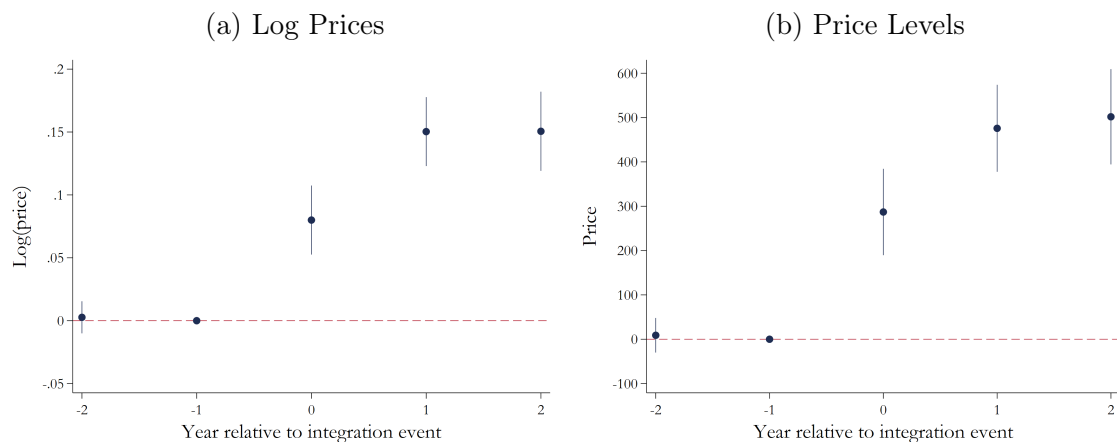 (a) Log Prices
.2
.15
.1
.05
0
-.05
Log(price)
-2 -1 0 1 2
Year relative to integration event
(b) Price Levels
600
500
400
300
200
100
0
-100
Price
-2 -1 0 1 2
Year relative to integration event